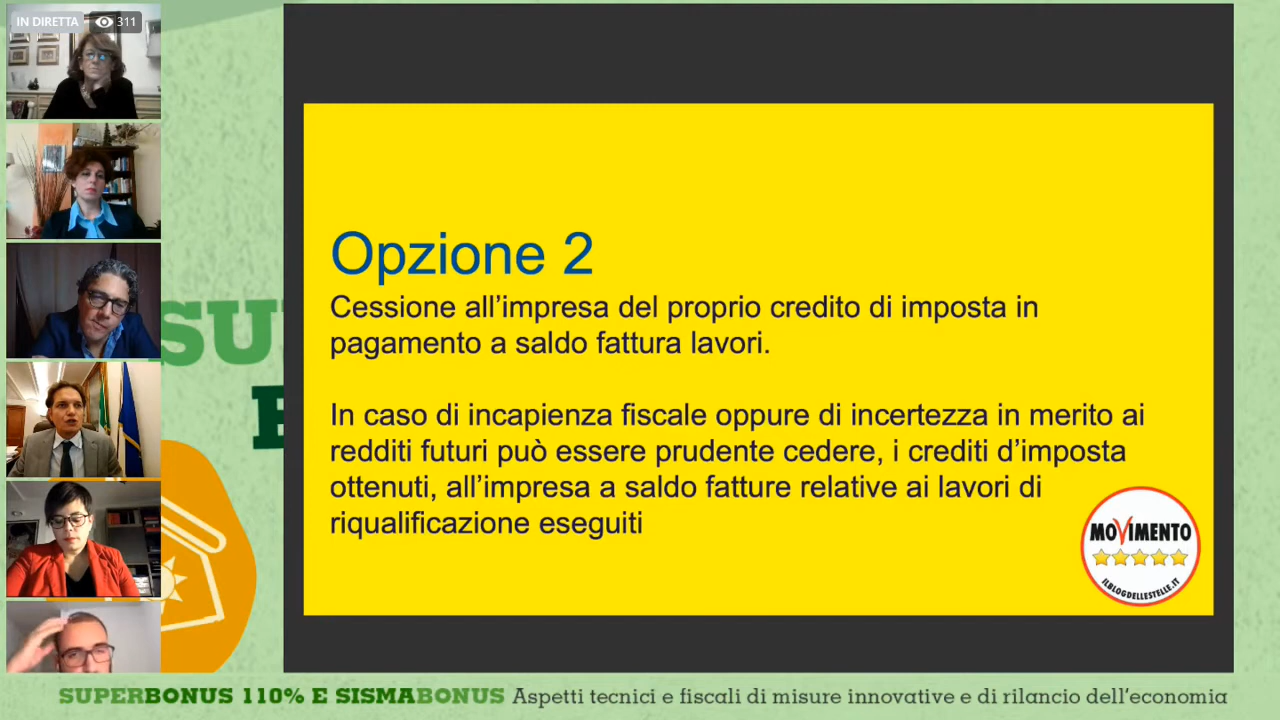 IN DIRETTA 311
SU
Opzione 2
Cessione all’impresa del proprio credito di imposta in
pagamento a saldo fattura lavori.
In caso di incapienza fiscale oppure di incertezza in merito ai
redditi futuri può essere prudente cedere, i crediti d’imposta
ottenuti, all’impresa a saldo fatture relative ai lavori di
riqualificazione eseguiti
MOVIMENTO
ILBLOGDELLESTELLE.IT
SUPERBONUS 110% E SISMABONUS Aspetti tecnici e fiscali di misure innovative e di rilancio dell’economia